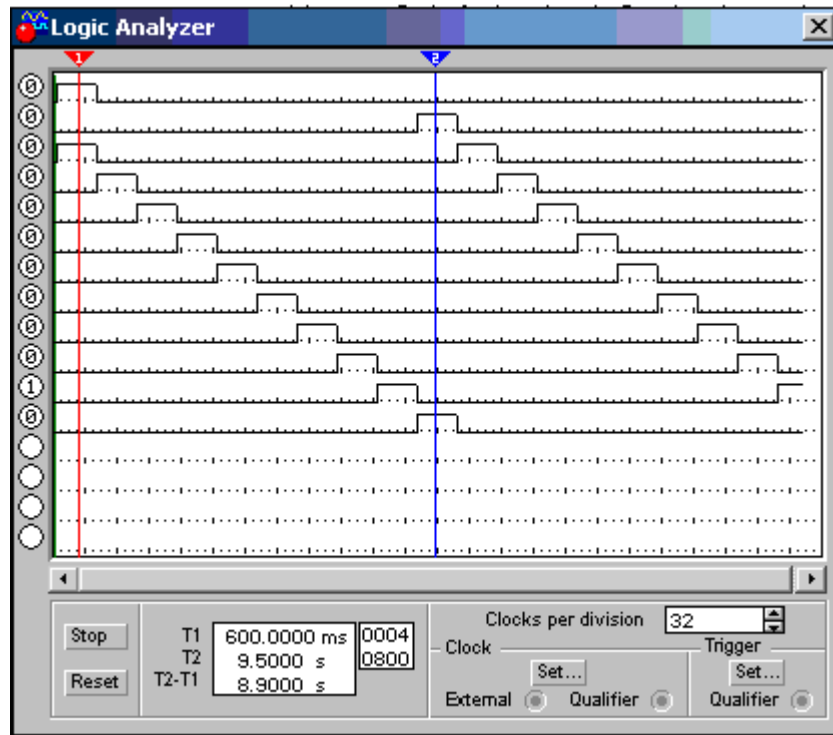 Logic Analyzer
1 2
0
0
0
0
0
0
0
0
0
0
1
0
Stop
Reset
T1 600.0000 ms 0004
T2 9.5000 s 0800
T2-T1 8.9000 s
Clocks per division 32
Clock
Set...
External Qualifier
Trigger
Set...
Qualifier